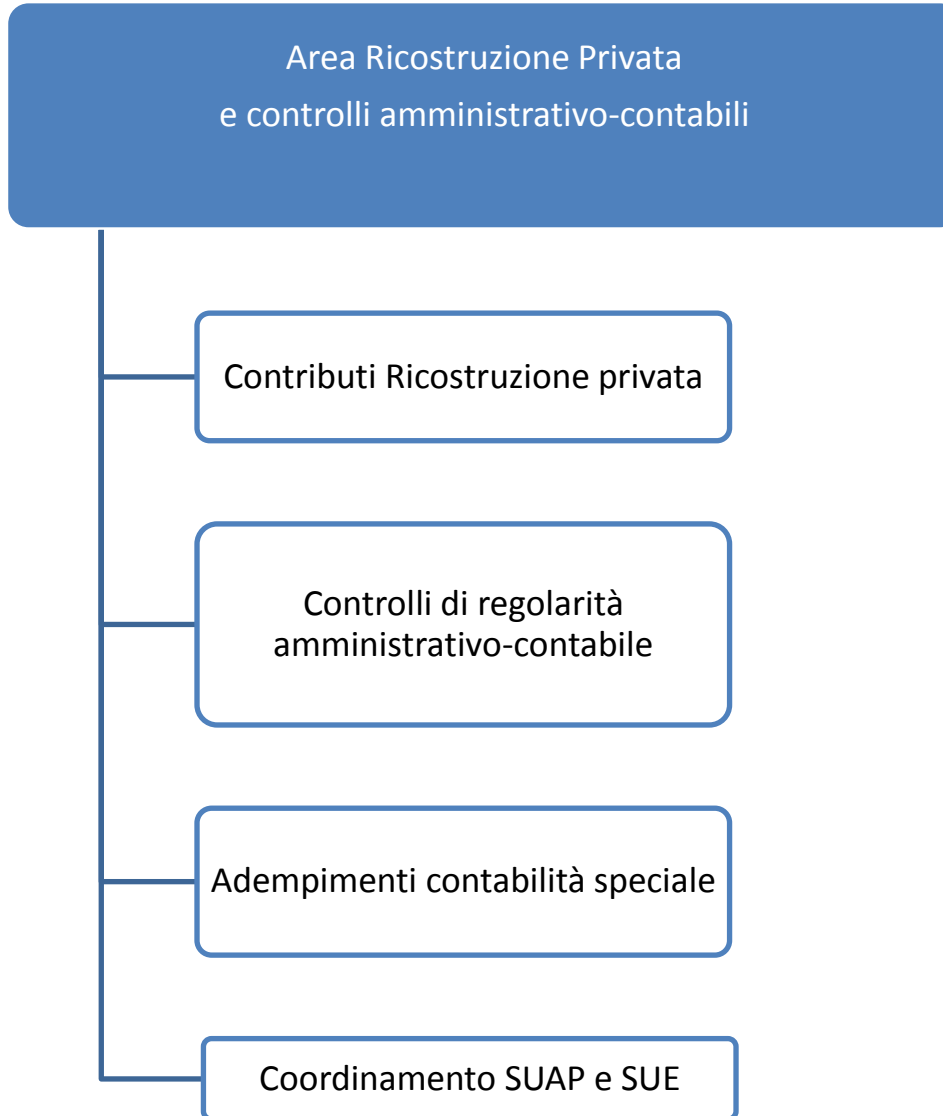 Area Ricostruzione Privata
e controlli amministrativo-contabili
Contributi Ricostruzione privata
Controlli di regolarità
amministrativo-contabile
Adempimenti contabilità speciale
Coordinamento SUAP e SUE